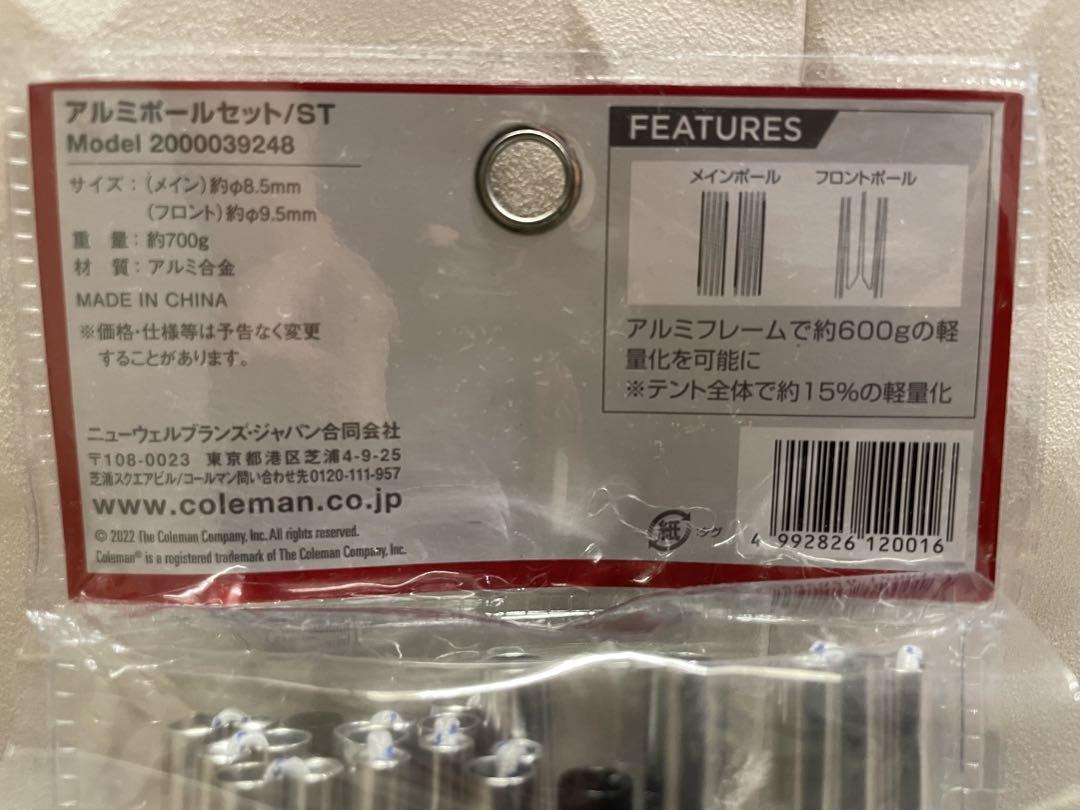 アルミポールセット/ST
Model 2000039248
サイズ：（メイン）約φ8.5mm
（フロント）約φ9.5mm
重　量：約700g
材　質：アルミ合金
MADE IN CHINA
※価格・仕様等は予告なく変更
することがあります。
ニューウェルブランズ・ジャパン合同会社
〒108-0023 東京都港区芝浦4-9-25
芝浦スクエアビル/コールマン問い合わせ先0120-111-957
www.coleman.co.jp
© 2022 The Coleman Company, Inc. All rights reserved.
Coleman® is a registered trademark of The Coleman Company, Inc.
FEATURES
メインポール　フロントポール
アルミフレームで約600gの軽
量化を可能に
※テント全体で約15%の軽量化
紙 :タグ
4 992826 120016